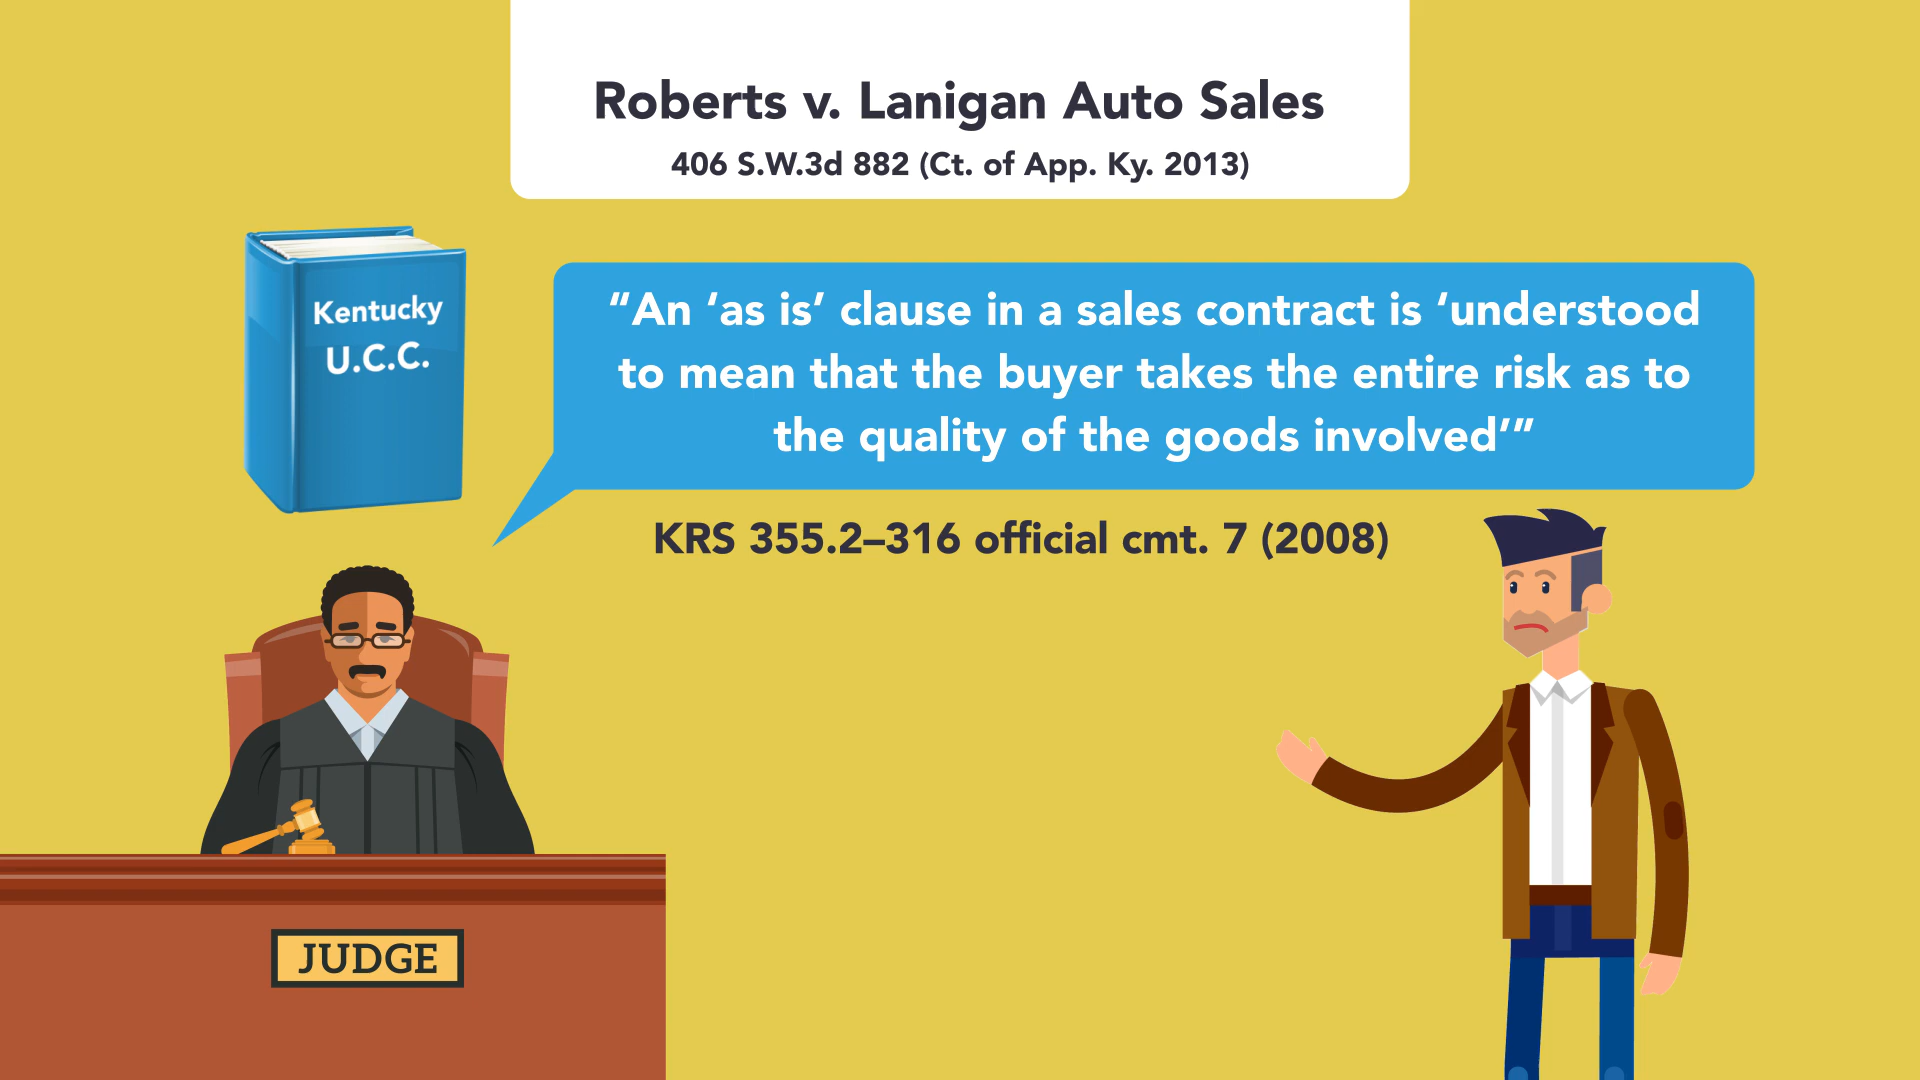 Roberts v. Lanigan Auto Sales
406 S.W.3d 882 (Ct. of App. Ky. 2013)
Kentucky
U.C.C.
“An ‘as is’ clause in a sales contract is ‘understood
to mean that the buyer takes the entire risk as to
the quality of the goods involved’”
KRS 355.2–316 official cmt. 7 (2008)
JUDGE